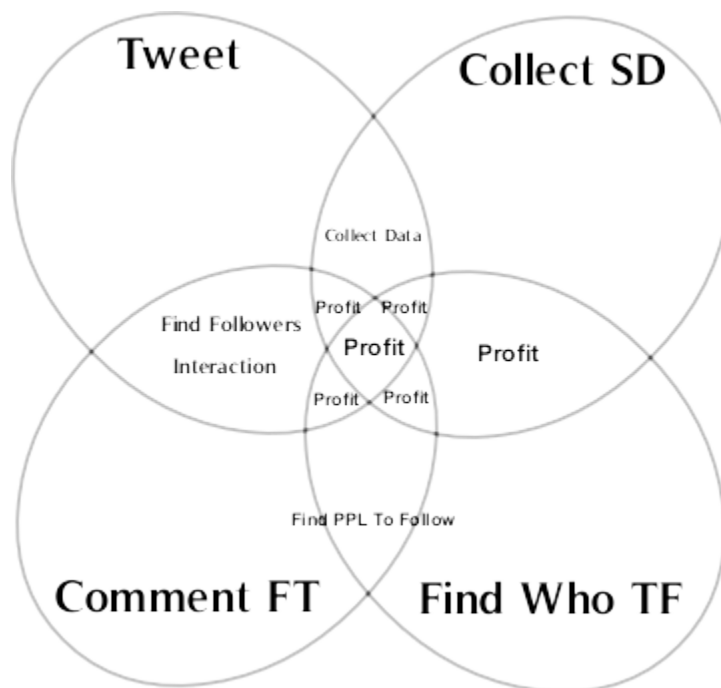 Tweet
Collect SD
Collect Data
Profit
Profit
Find Followers
Interaction
Profit
Profit
Profit
Profit
Find PPL To Follow
Comment FT
Find Who TF